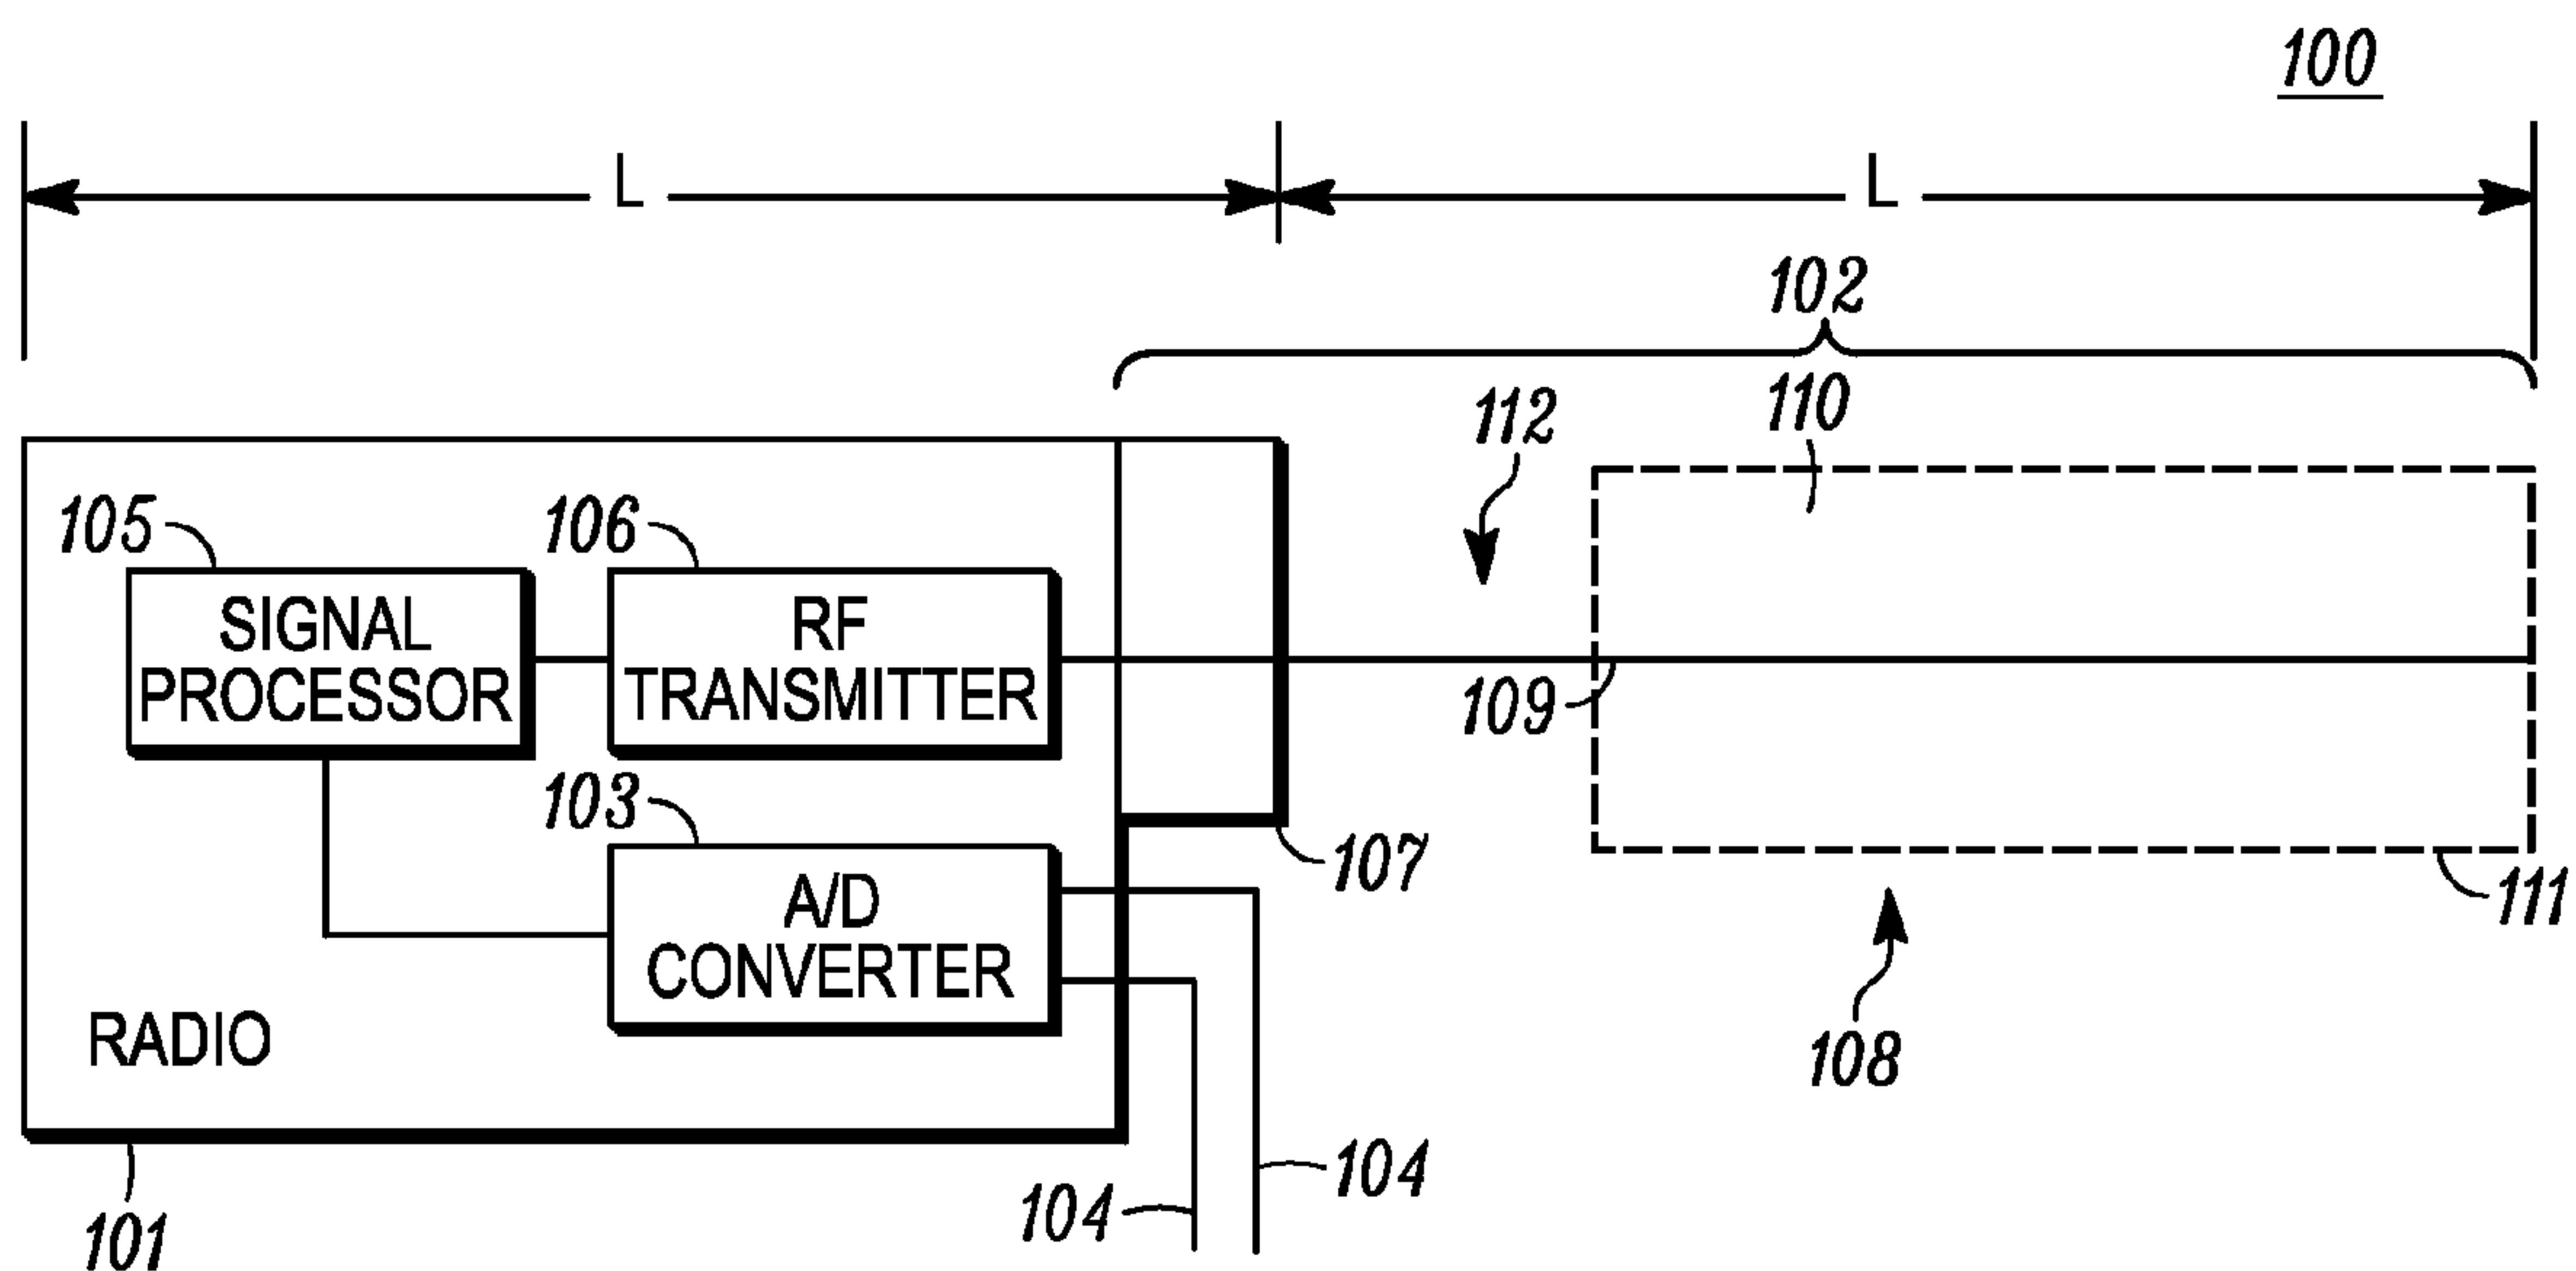 100
L L
102
110
112
105
106
SIGNAL
PROCESSOR
RF
TRANSMITTER
109
103
107
A/D
CONVERTER
111
RADIO
108
104
104
101